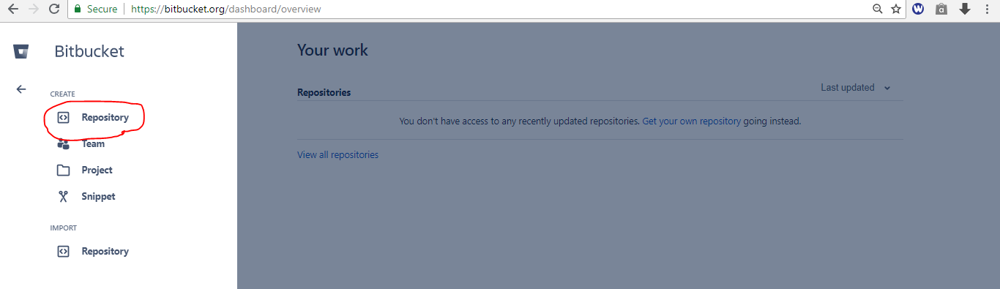 Secure | https://bitbucket.org/dashboard/overview
Bitbucket
CREATE
Repository
Team
Project
Snippet
IMPORT
Repository
Your work
Last updated
Repositories
You don't have access to any recently updated repositories. Get your own repository going instead.
View all repositories